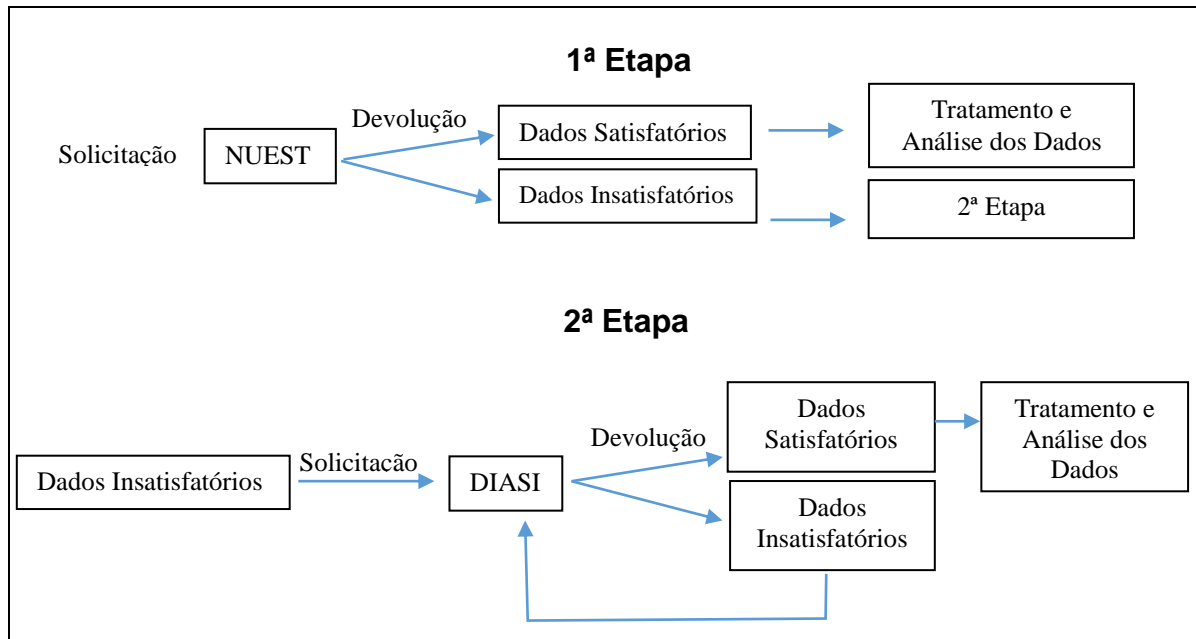 1ª Etapa
Solicitação
NUEST
Devolução
Dados Satisfatórios
Tratamento e
Análise dos Dados
Dados Insatisfatórios
2ª Etapa
2ª Etapa
Dados Insatisfatórios
Solicitacão
DIASI
Devolução
Dados
Satisfatórios
Tratamento e
Análise dos
Dados
Dados
Insatisfatórios